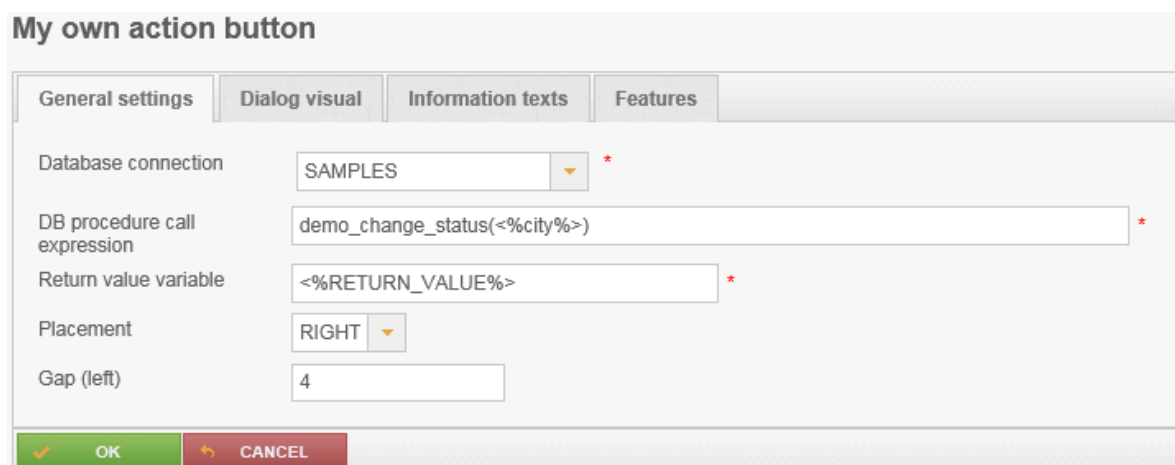 My own action button
General settings Dialog visual Information texts Features
Database connection SAMPLES *
DB procedure call
expression demo_change_status(<%city%>) *
Return value variable <%RETURN_VALUE%> *
Placement RIGHT
Gap (left) 4
OK CANCEL